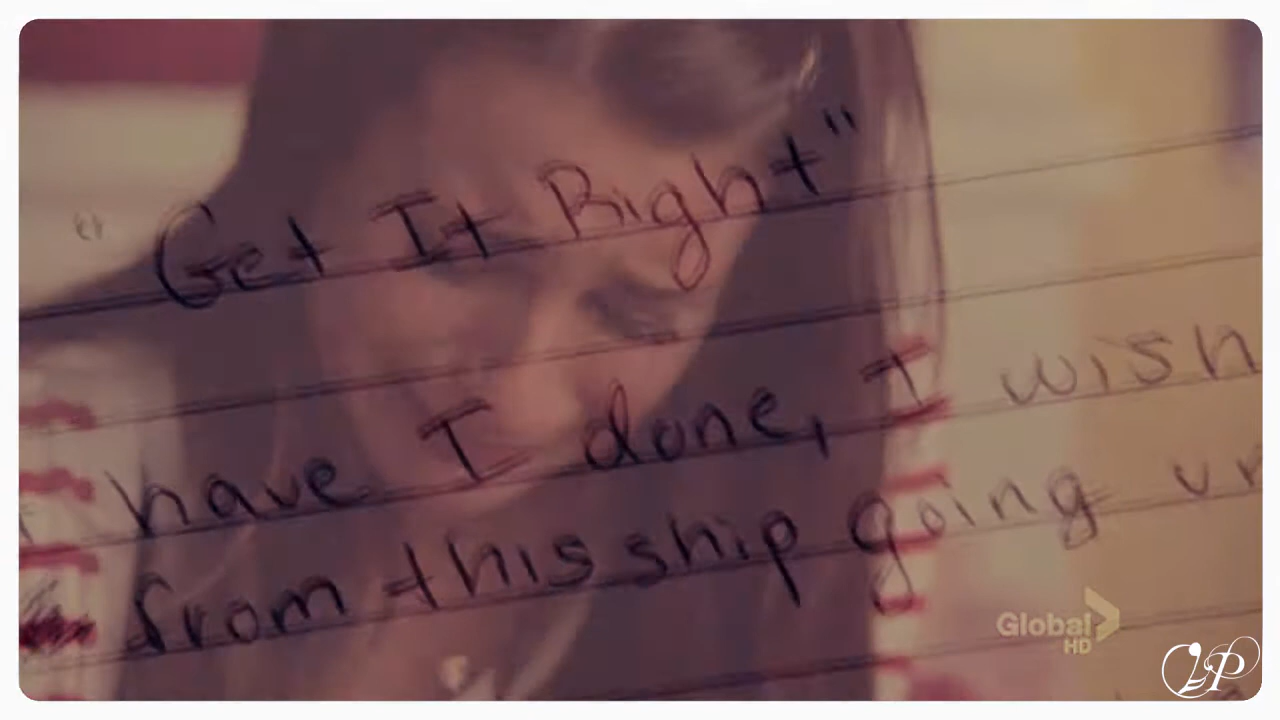 "Get It Right"
have I done, I wish
from this ship going
Global
HD